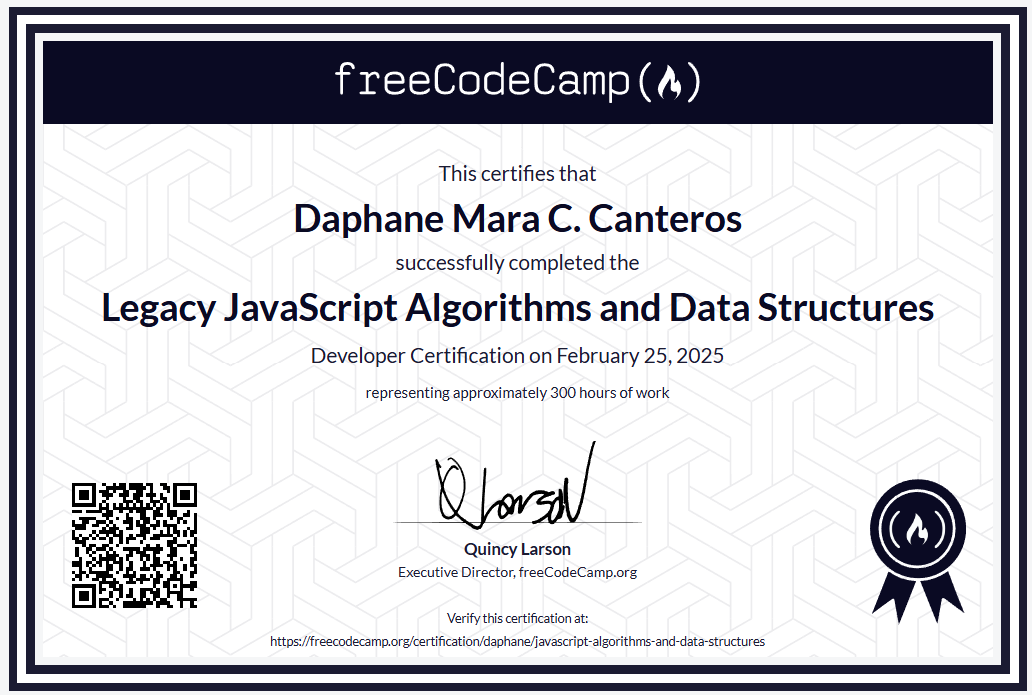 freeCodeCamp
This certifies that
Daphane Mara C. Canteros
successfully completed the
Legacy JavaScript Algorithms and Data Structures
Developer Certification on February 25, 2025
representing approximately 300 hours of work
QLarson
Quincy Larson
Executive Director, freeCodeCamp.org
Verify this certification at:
https://freecodecamp.org/certification/daphane/javascript-algorithms-and-data-structures